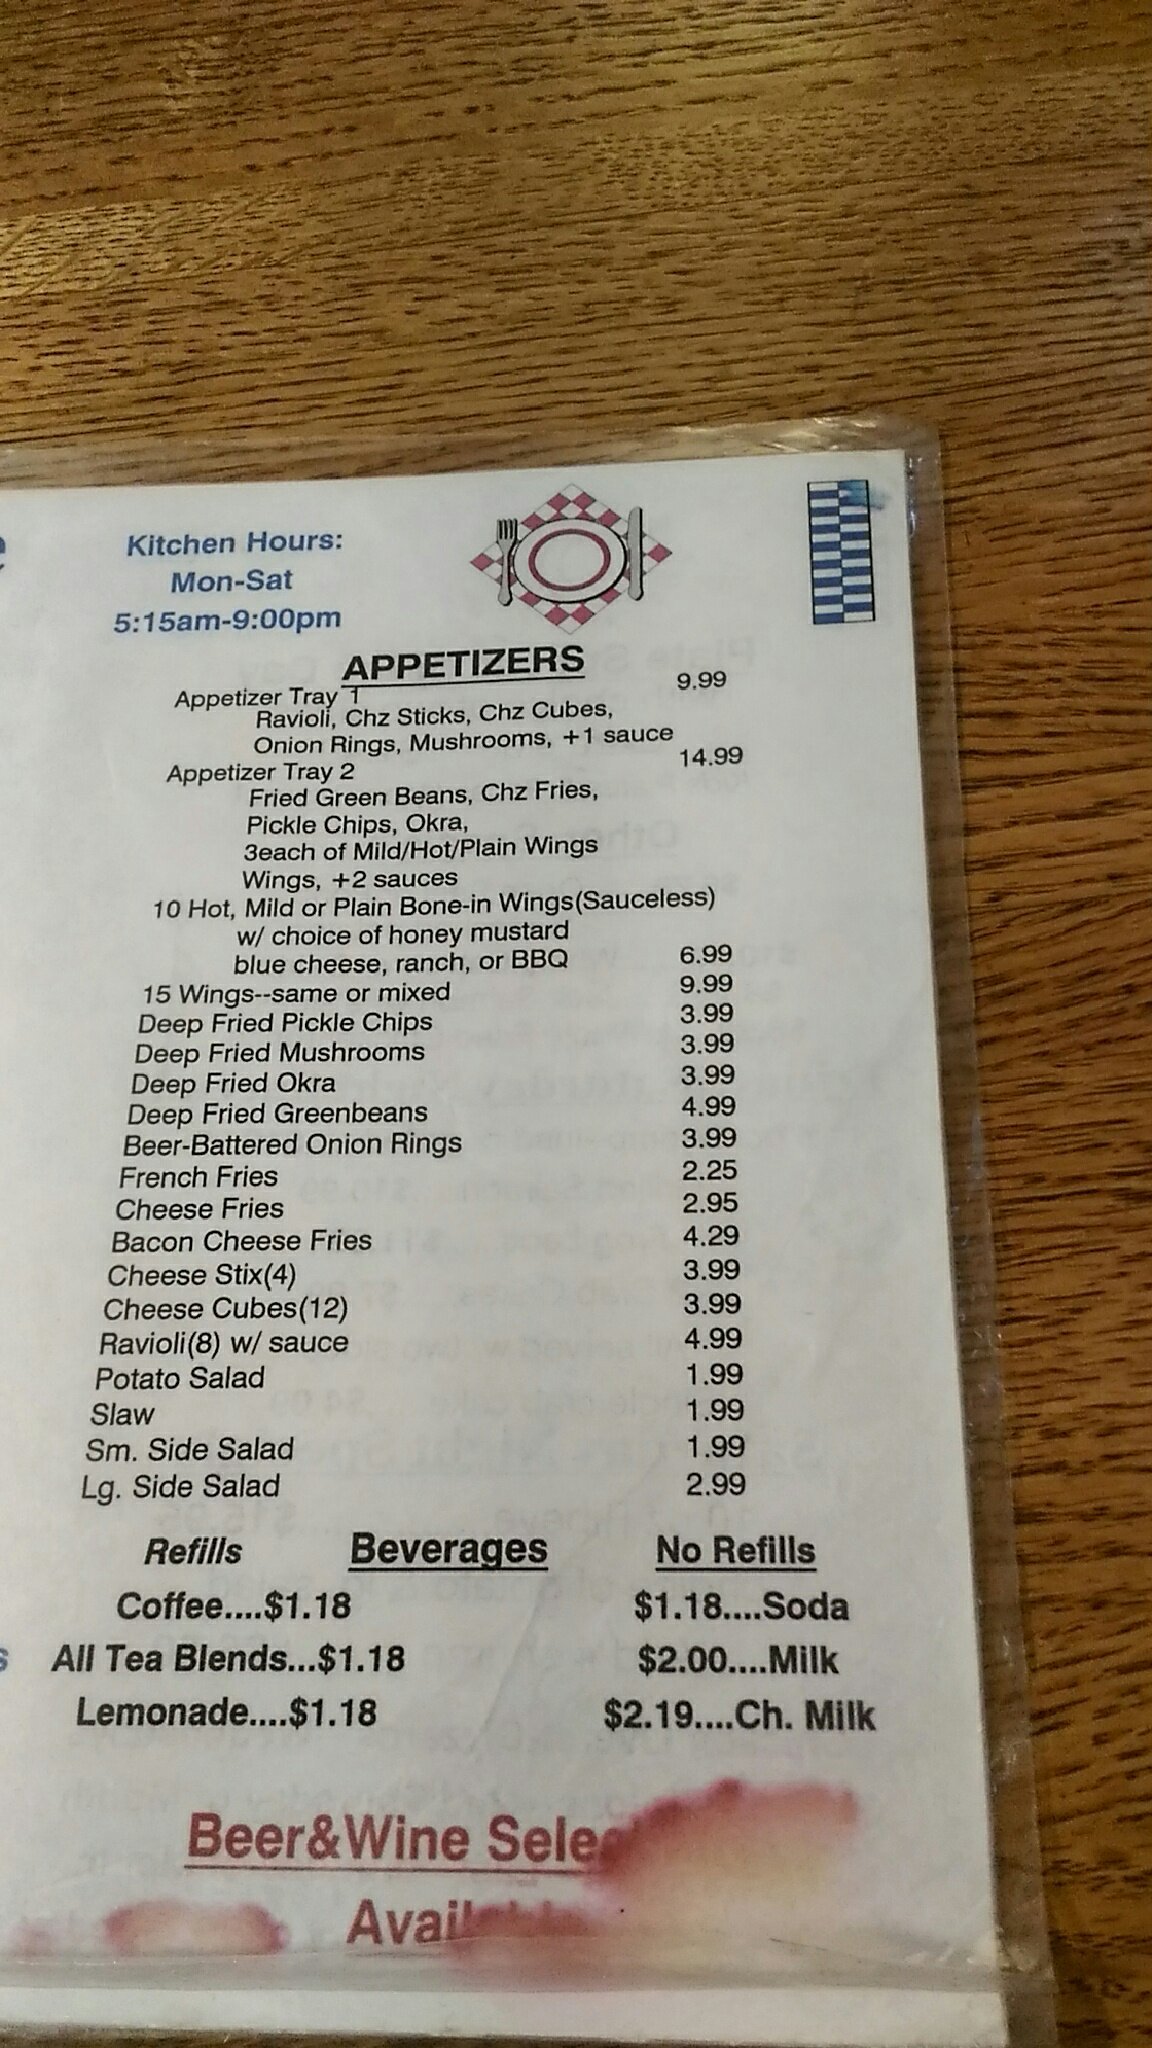 Kitchen Hours:
Mon-Sat
5:15am-9:00pm
APPETIZERS
Appetizer Tray 1 9.99
Ravioli, Chz Sticks, Chz Cubes,
Onion Rings, Mushrooms, +1 sauce
Appetizer Tray 2 14.99
Fried Green Beans, Chz Fries,
Pickle Chips, Okra,
3each of Mild/Hot/Plain Wings
Wings, +2 sauces
10 Hot, Mild or Plain Bone-in Wings(Sauceless)
w/ choice of honey mustard
blue cheese, ranch, or BBQ 6.99
15 Wings--same or mixed 9.99
Deep Fried Pickle Chips 3.99
Deep Fried Mushrooms 3.99
Deep Fried Okra 3.99
Deep Fried Greenbeans 4.99
Beer-Battered Onion Rings 3.99
French Fries 2.25
Cheese Fries 2.95
Bacon Cheese Fries 4.29
Cheese Stix(4) 3.99
Cheese Cubes(12) 3.99
Ravioli(8) w/ sauce 4.99
Potato Salad 1.99
Slaw 1.99
Sm. Side Salad 1.99
Lg. Side Salad 2.99
Refills Beverages No Refills
Coffee....$1.18 $1.18....Soda
All Tea Blends...$1.18 $2.00....Milk
Lemonade....$1.18 $2.19....Ch. Milk
Beer&Wine